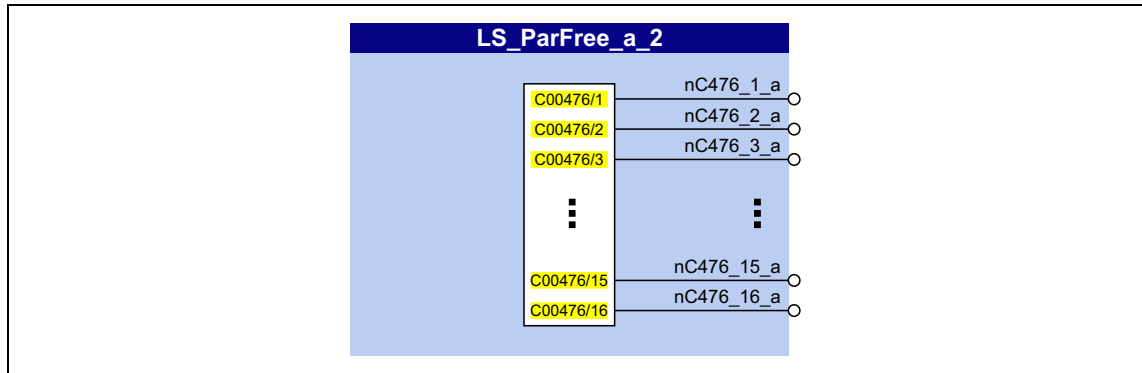 LS_ParFree_a_2
C00476/1 nC476_1_a
C00476/2 nC476_2_a
C00476/3 nC476_3_a
C00476/15 nC476_15_a
C00476/16 nC476_16_a